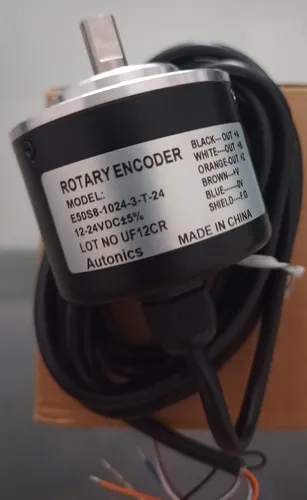 ROTARY ENCODER
MODEL:
E50S8-1024-3-T-24
12-24VDC±5%
LOT NO UF12CR
Autonics
BLACK---OUT +A
WHITE---OUT +B
ORANGE-OUT +Z
BROWN---+V
BLUE-----0V
SHIELD---F.G
MADE IN CHINA